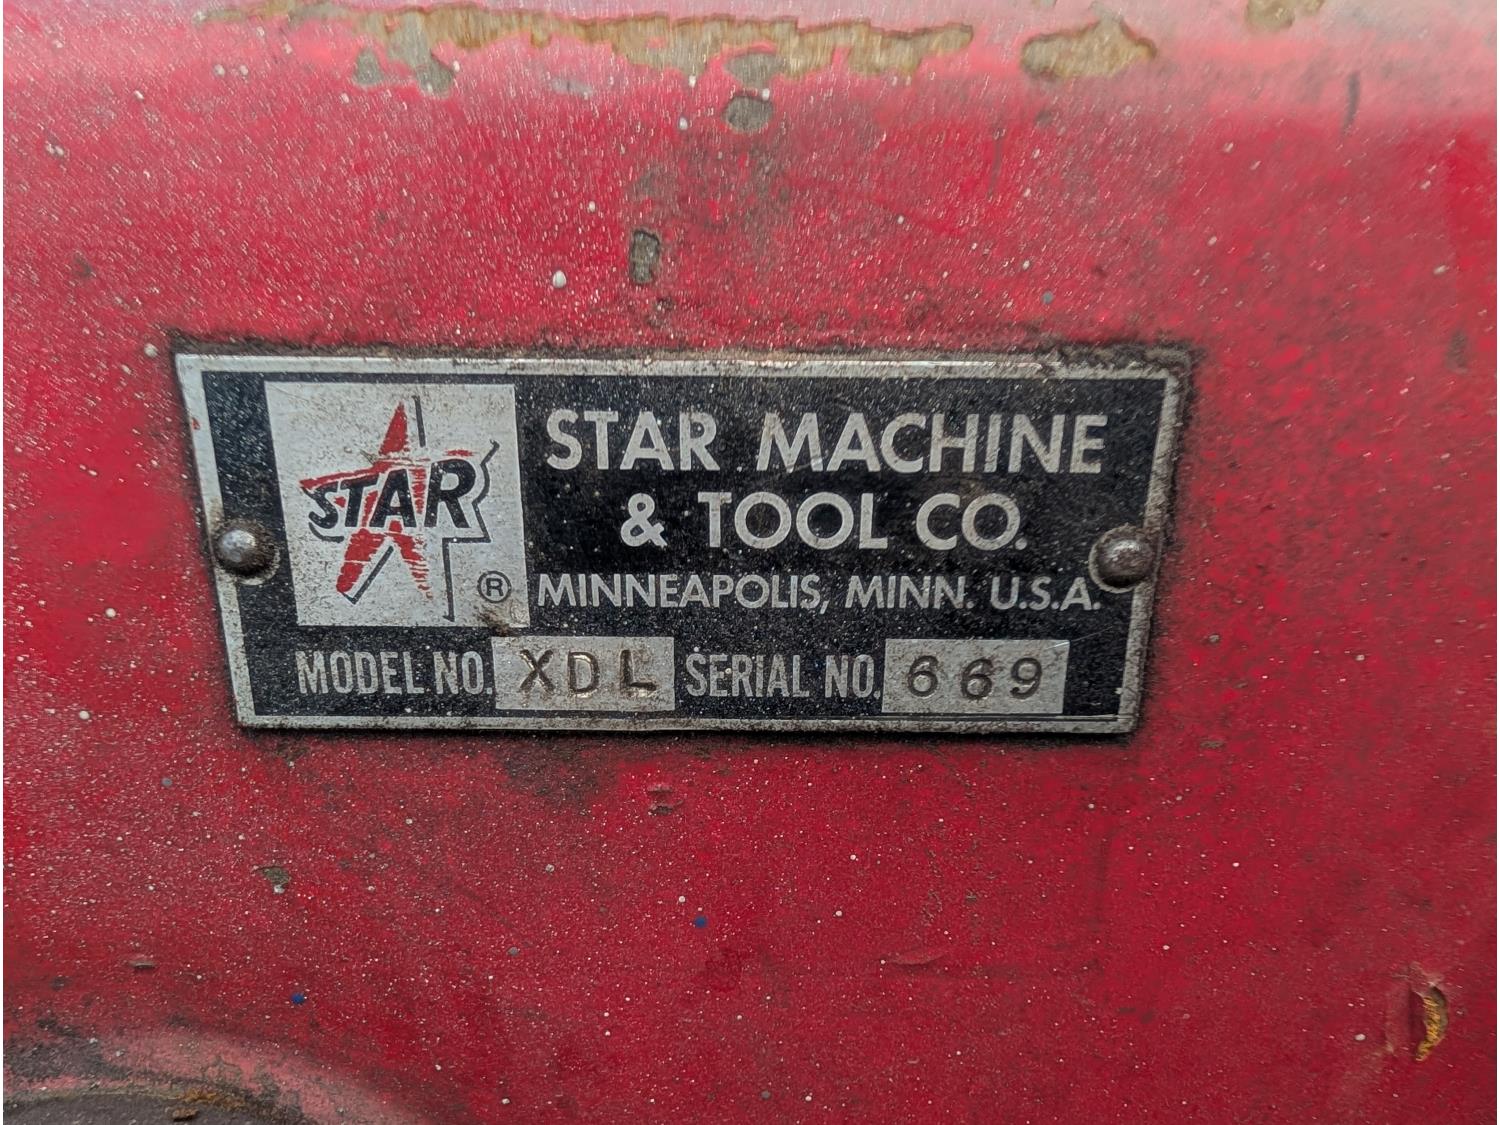 STAR
®
STAR MACHINE
& TOOL CO.
MINNEAPOLIS, MINN. U.S.A.
MODEL NO. XDL SERIAL NO. 669